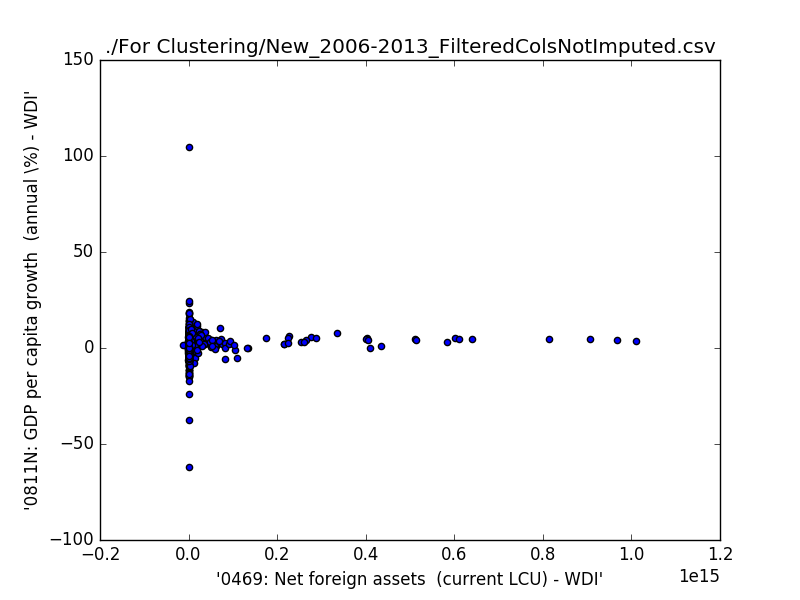 ./For Clustering/New_2006-2013_FilteredColsNotImputed.csv
150
100
50
0
−50
−100
'0811N: GDP per capita growth  (annual \%) - WDI'
−0.2 0.0 0.2 0.4 0.6 0.8 1.0 1.2
1e15
'0469: Net foreign assets  (current LCU) - WDI'